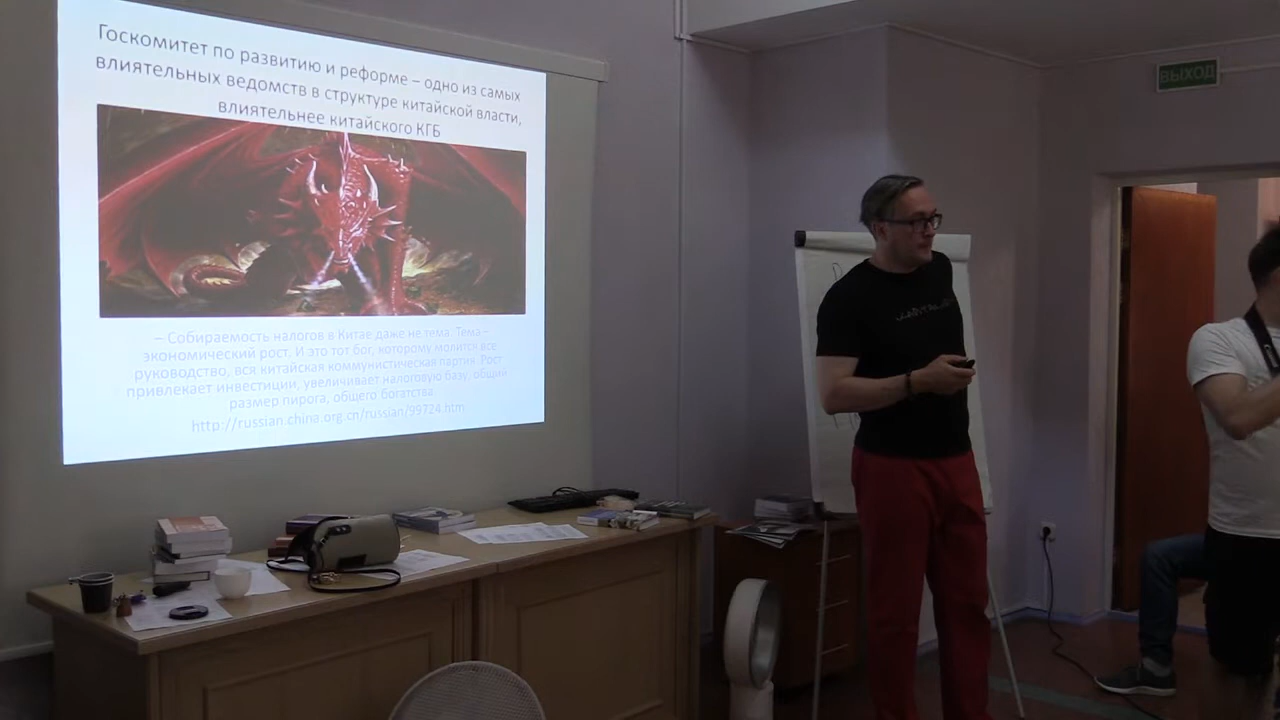 Госкомитет по развитию и реформе – одно из самых
влиятельных ведомств в структуре китайской власти,
влиятельнее китайского КГБ
– Собираемость налогов в Китае даже не тема. Тема –
экономический рост. И это тот бог, которому молится все
руководство, вся китайская коммунистическая партия. Рост
привлекает инвестиции, увеличивает налоговую базу, общий
размер пирога, общего богатства.
http://russian.china.org.cn/russian/99724.htm
ВЫХОД